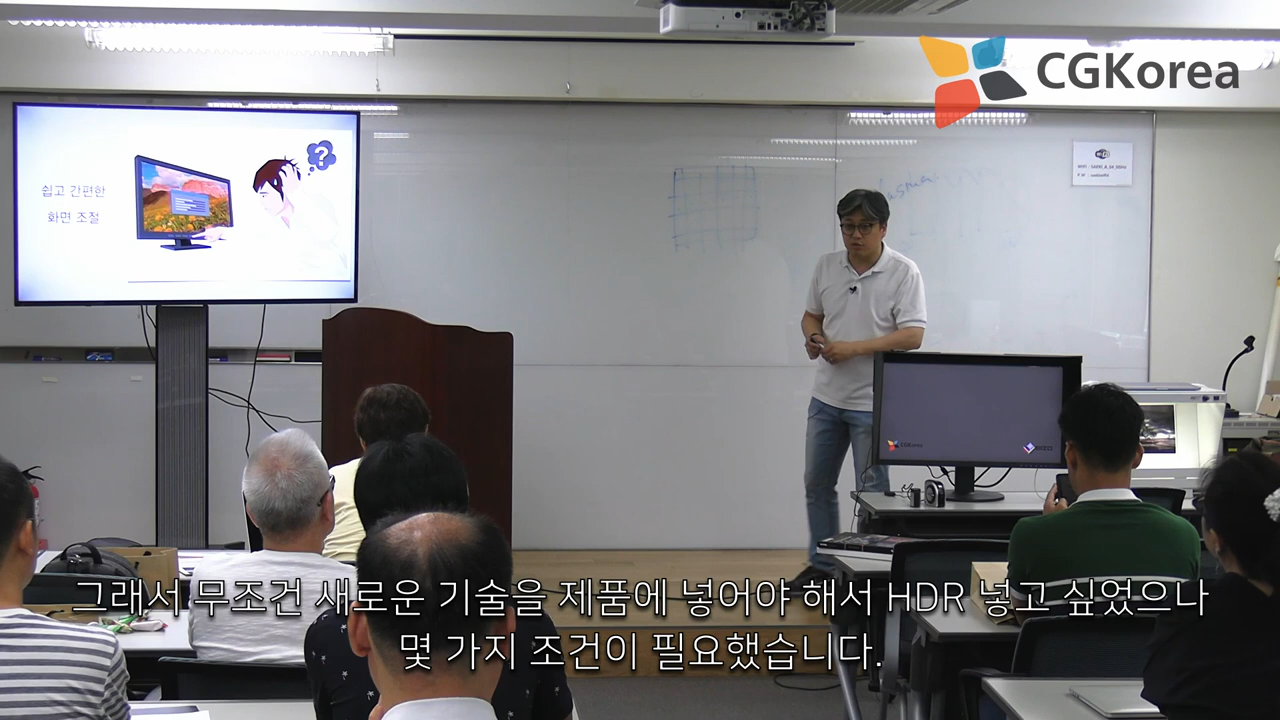 CGKorea
쉽고 간편한
화면 조절
?
CGKorea
그래서 무조건 새로운 기술을 제품에 넣어야 해서 HDR 넣고 싶었으나
몇 가지 조건이 필요했습니다.